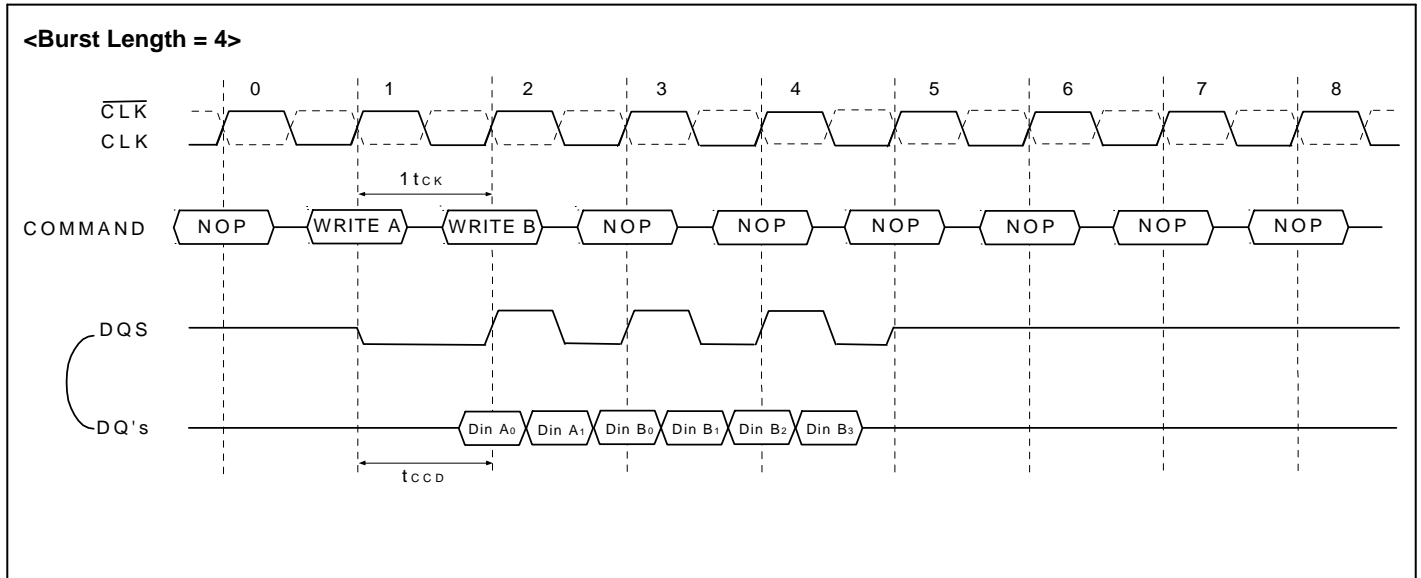 <Burst Length = 4>
0 1 2 3 4 5 6 7 8
CLK
CLK
1tCK
COMMAND NOP WRITE A WRITE B NOP NOP NOP NOP NOP NOP
DQS
DQ's Din A0 Din A1 Din B0 Din B1 Din B2 Din B3
tCCD